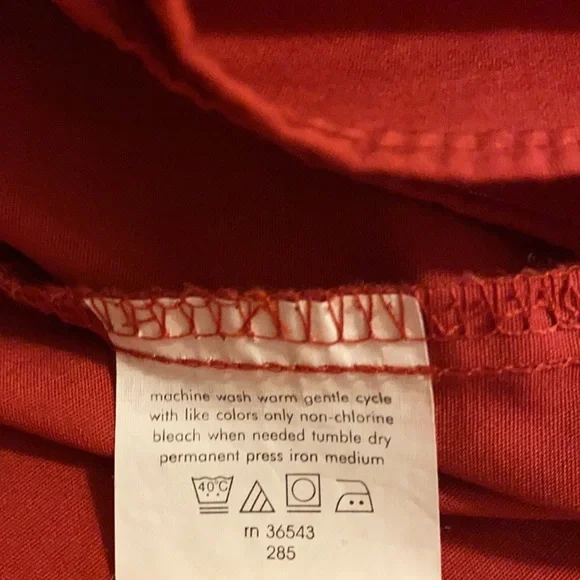 machine wash warm gentle cycle
with like colors only non-chlorine
bleach when needed tumble dry
permanent press iron medium
40°C
rn 36543
285